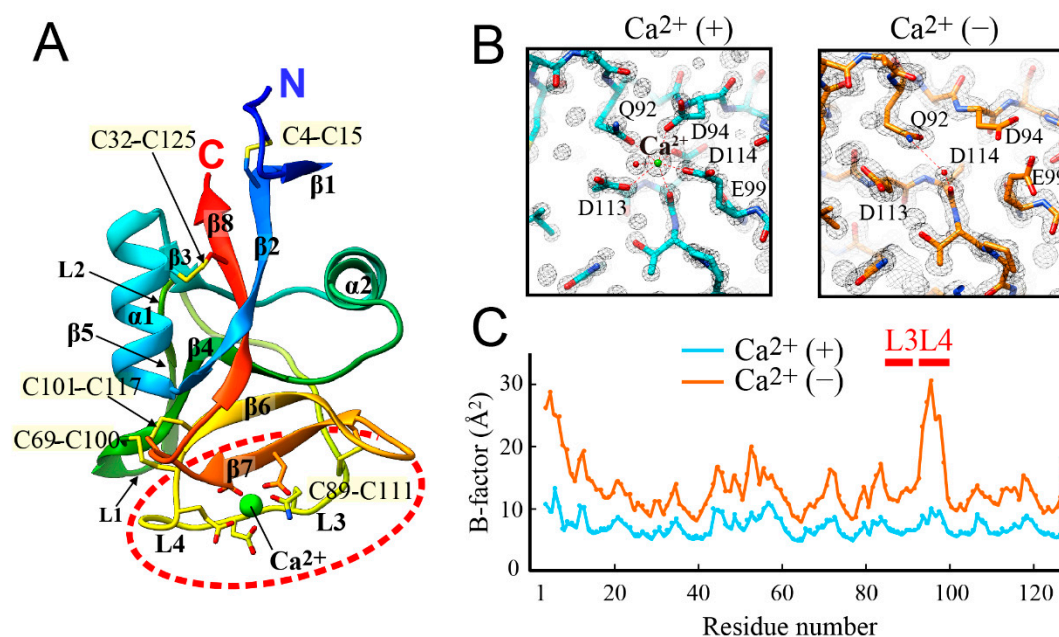 A
N
C32–C125
C4–C15
C
β1
β8
β2
β3
L2
α2
α1
β5
β4
C101–C117
β6
C69–C100
β7
C89–C111
L1
L3
L4
Ca2+
B
Ca2+ (+)
Ca2+ (−)
Q92
D94
Ca2+
D114
E99
D113
Q92
D94
D114
E99
D113
C
Ca2+ (+)
Ca2+ (−)
L3L4
B-factor (Å2)
30
20
10
0
1 20 40 60 80 100 120
Residue number